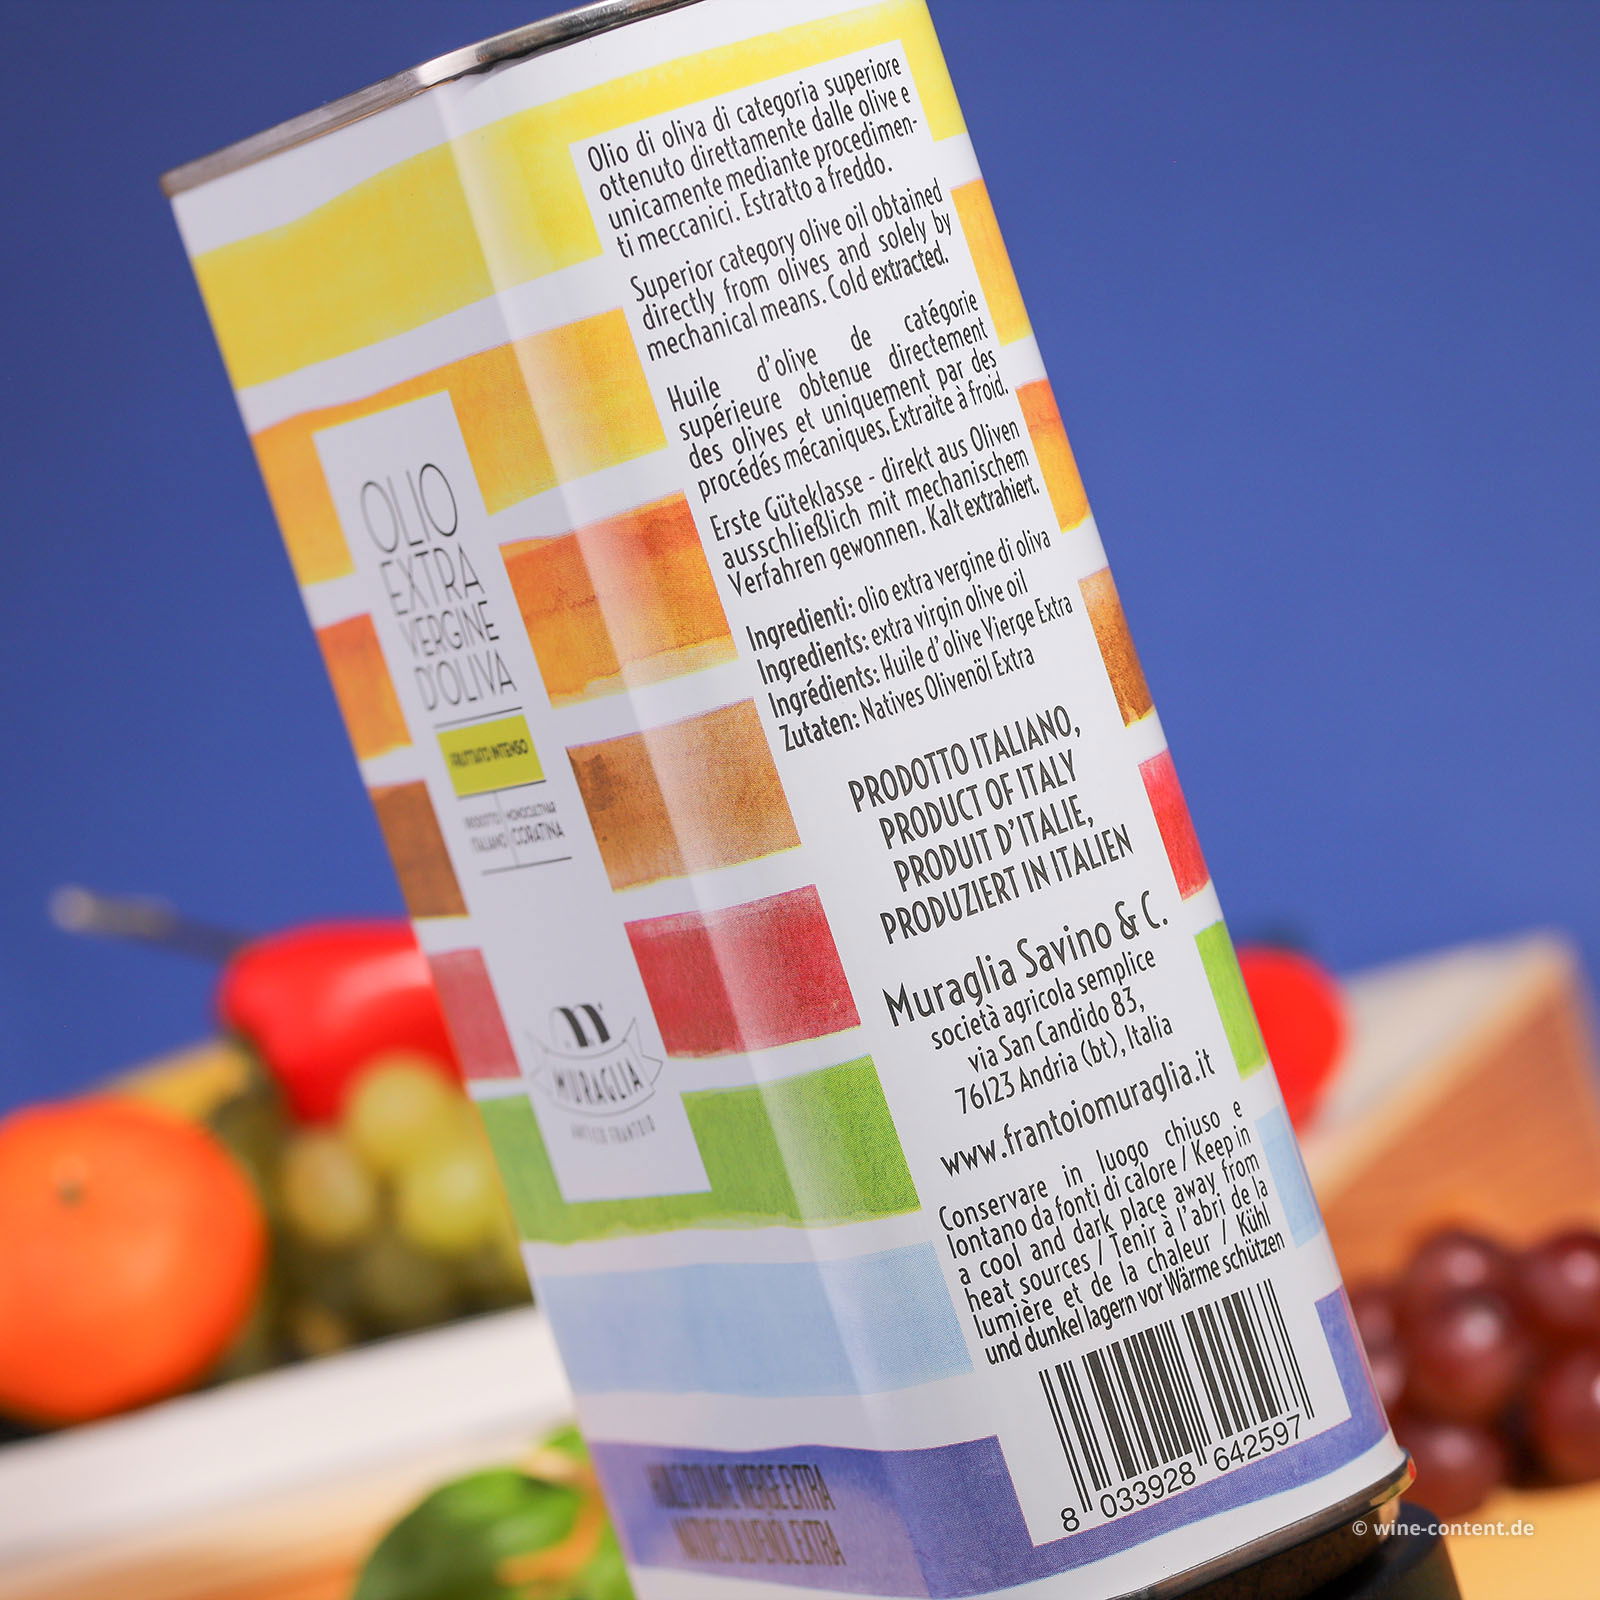 OLIO
EXTRA
VERGINE
D'OLIVA
FRUTTATO INTENSO
PRODOTTO
ITALIANO
MONOCULTIVAR
CORATINA
MURAGLIA
ANTICO FRANTOIO
HUILE D'OLIVE VIERGE EXTRA
NATIVES OLIVENÖL EXTRA
Olio di oliva di categoria superiore
ottenuto direttamente dalle olive e
unicamente mediante procedimen-
ti meccanici. Estratto a freddo.
Superior category olive oil obtained
directly from olives and solely by
mechanical means. Cold extracted.
Huile d'olive de catégorie
supérieure obtenue directement
des olives et uniquement par des
procédés mécaniques. Extraite à froid.
Erste Güteklasse - direkt aus Oliven
ausschließlich mit mechanischem
Verfahren gewonnen. Kalt extrahiert.
Ingredienti: olio extra vergine di oliva
Ingredients: extra virgin olive oil
Ingrédients: Huile d'olive Vierge Extra
Zutaten: Natives Olivenöl Extra
PRODOTTO ITALIANO,
PRODUCT OF ITALY
PRODUIT D'ITALIE,
PRODUZIERT IN ITALIEN
Muraglia Savino & C.
società agricola semplice
via San Candido 83,
76123 Andria (bt), Italia
www.frantoiomuraglia.it
Conservare in luogo chiuso e
lontano da fonti di calore / Keep in
a cool and dark place away from
heat sources / Tenir à l'abri de la
lumière et de la chaleur / Kühl
und dunkel lagern vor Wärme schützen
8 033928 642597
© wine-content.de